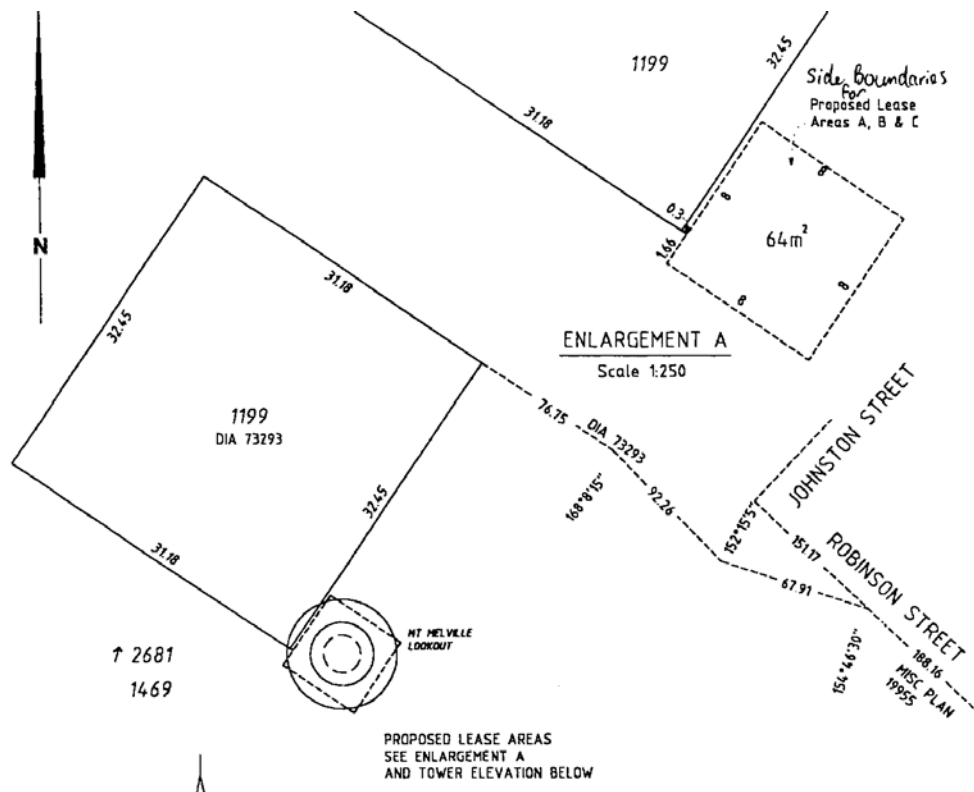 1199
32.45
31.18
Side Boundaries
for
Proposed Lease
Areas A, B & C
8
8
0.3
1.66
64m²
8
8
N
ENLARGEMENT A
Scale 1:250
31.18
32.45
1199
DIA 73293
32.45
31.18
76.75
DIA 73293
92.26
168°8'15"
JOHNSTON STREET
152°15'5"
151.17
ROBINSON STREET
67.91
188.16
MISC PLAN
19955
154°46'30"
MT MELVILLE
LOOKOUT
↑ 2681
1469
PROPOSED LEASE AREAS
SEE ENLARGEMENT A
AND TOWER ELEVATION BELOW